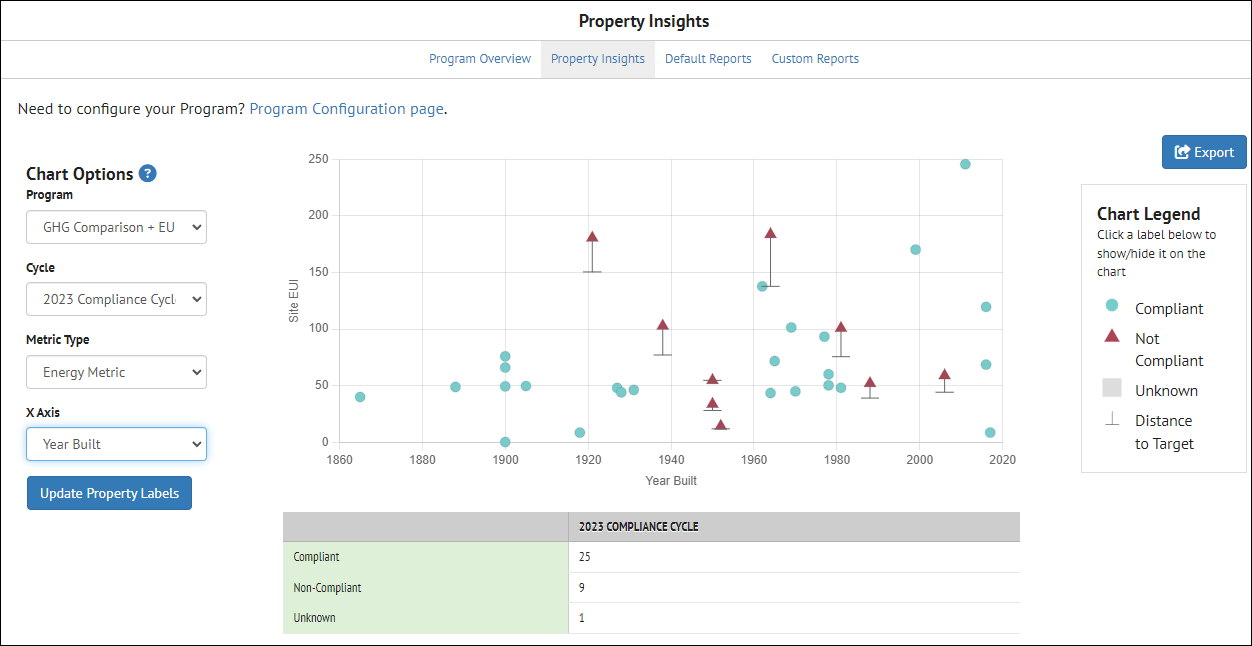 Property Insights
Program Overview Property Insights Default Reports Custom Reports
Need to configure your Program? Program Configuration page.
Export
Chart Options ?
Program
GHG Comparison + EU
Cycle
2023 Compliance Cycl
Metric Type
Energy Metric
X Axis
Year Built
Update Property Labels
250
200
150
100
50
0
Site EUI
1860 1880 1900 1920 1940 1960 1980 2000 2020
Year Built
Chart Legend
Click a label below to
show/hide it on the
chart
Compliant
Not
Compliant
Unknown
Distance
to Target
2023 COMPLIANCE CYCLE
Compliant 25
Non-Compliant 9
Unknown 1